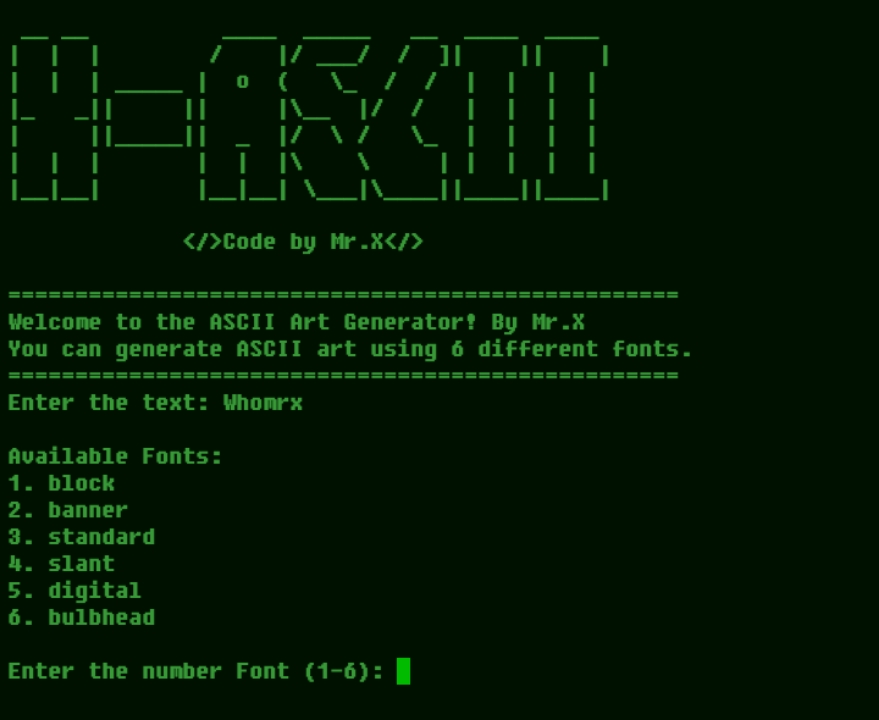 X-ASCII
</>Code by Mr.X</>
==================================================
Welcome to the ASCII Art Generator! By Mr.X
You can generate ASCII art using 6 different fonts.
==================================================
Enter the text: Whomrx
Available Fonts:
1. block
2. banner
3. standard
4. slant
5. digital
6. bulbhead
Enter the number Font (1-6):